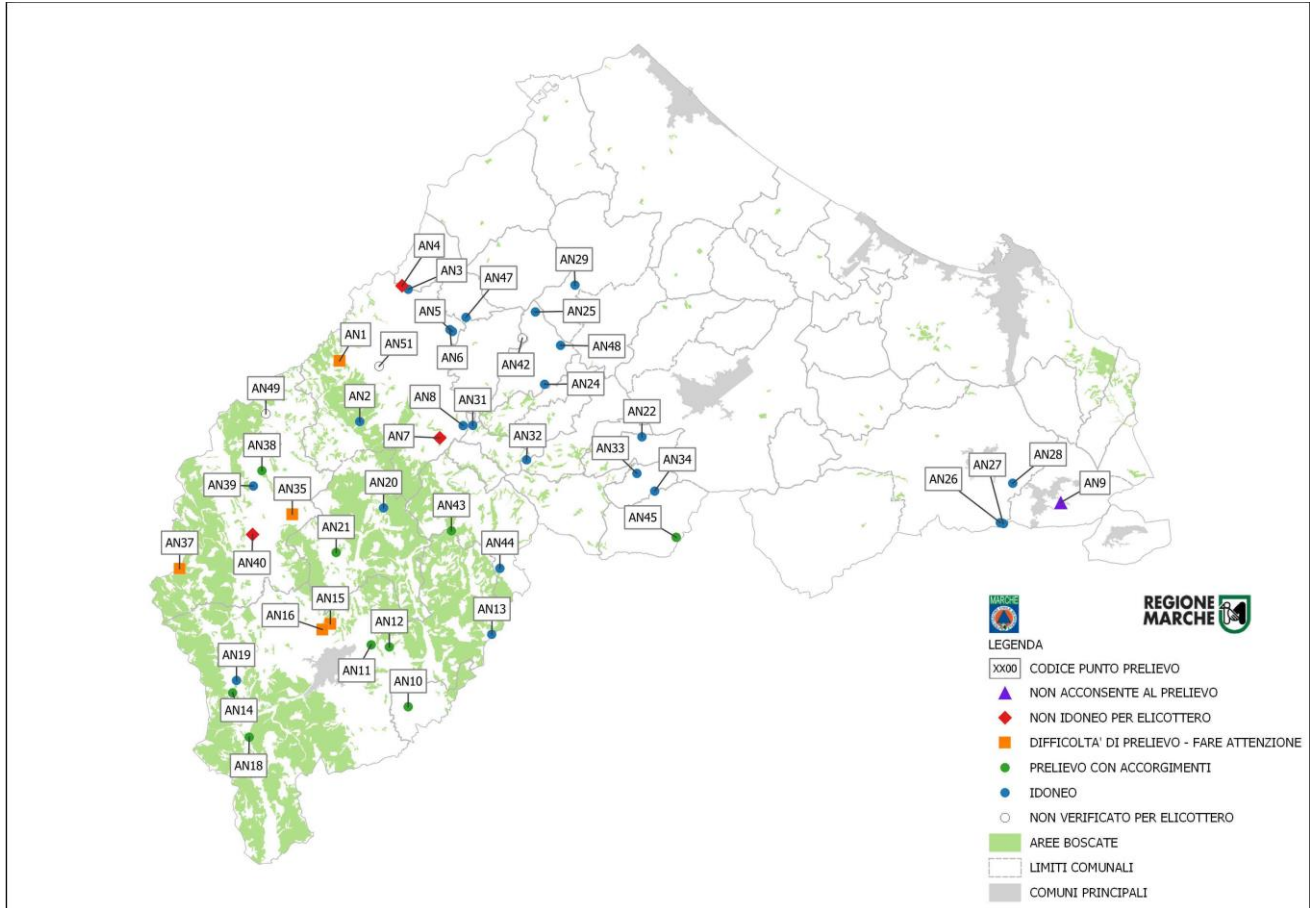 AN4
AN3
AN47
AN29
AN5
AN25
AN1
AN51
AN6
AN42
AN48
AN49
AN2
AN8
AN31
AN24
AN7
AN22
AN38
AN32
AN33
AN34
AN39
AN35
AN20
AN43
AN26
AN27
AN28
AN9
AN21
AN45
AN37
AN40
AN44
AN16
AN15
AN12
AN13
AN19
AN11
AN10
AN14
AN18
MARCHE
REGIONE
MARCHE
LEGENDA
XX00 CODICE PUNTO PRELIEVO
NON ACCONSENTE AL PRELIEVO
NON IDONEO PER ELICOTTERO
DIFFICOLTA' DI PRELIEVO - FARE ATTENZIONE
PRELIEVO CON ACCORGIMENTI
IDONEO
NON VERIFICATO PER ELICOTTERO
AREE BOSCATE
LIMITI COMUNALI
COMUNI PRINCIPALI